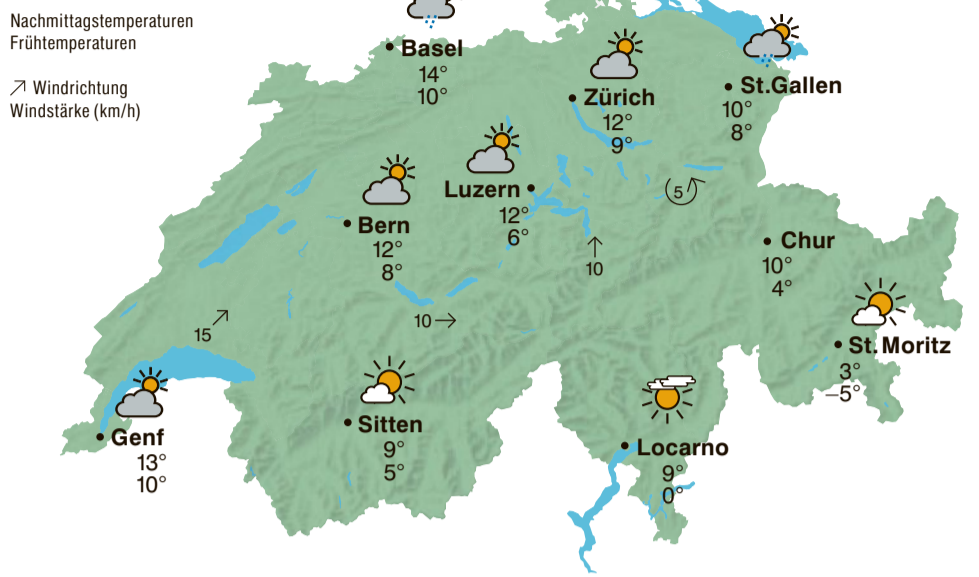 Nachmittagstemperaturen
Frühtemperaturen
Windrichtung
Windstärke (km/h)
Basel
14°
10°
Zürich
12°
9°
St.Gallen
10°
8°
Luzern
12°
6°
5
Bern
12°
8°
Chur
10°
4°
10
10
15
St.Moritz
3°
–5°
Sitten
9°
5°
Genf
13°
10°
Locarno
9°
0°